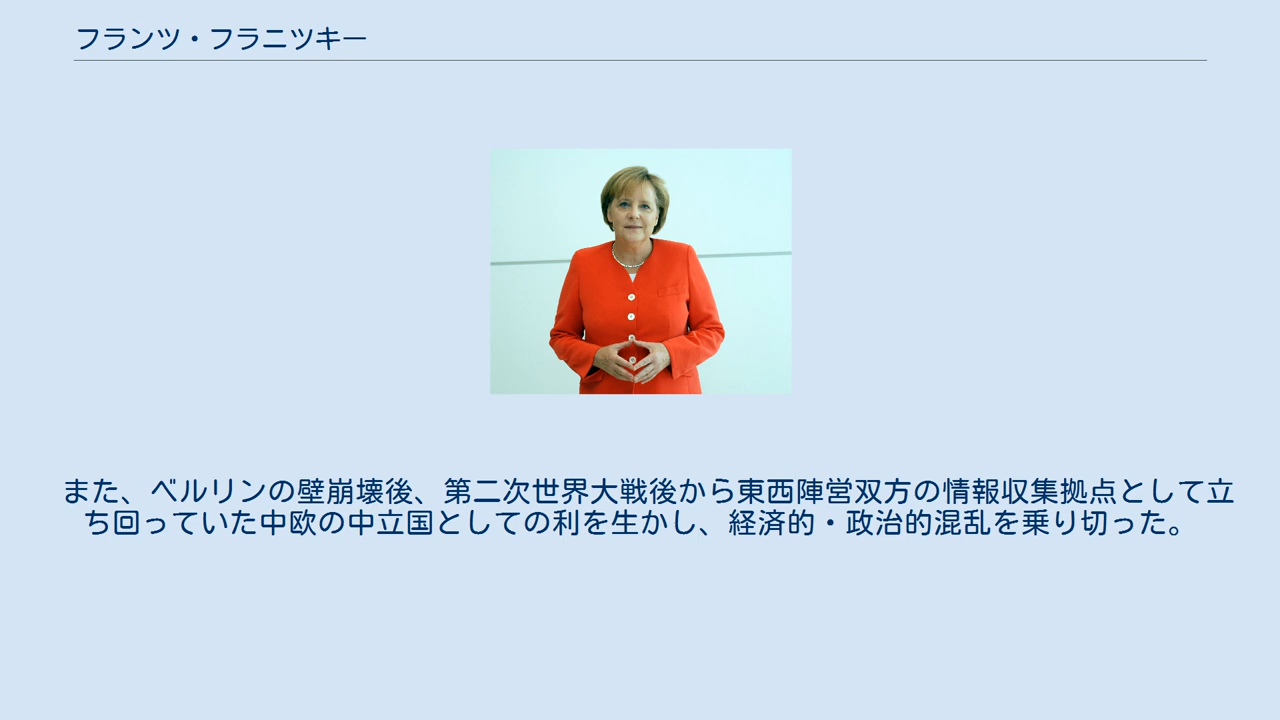 フランツ・フラニツキー
また、ベルリンの壁崩壊後、第二次世界大戦後から東西陣営双方の情報収集拠点として立
ち回っていた中欧の中立国としての利を生かし、経済的・政治的混乱を乗り切った。